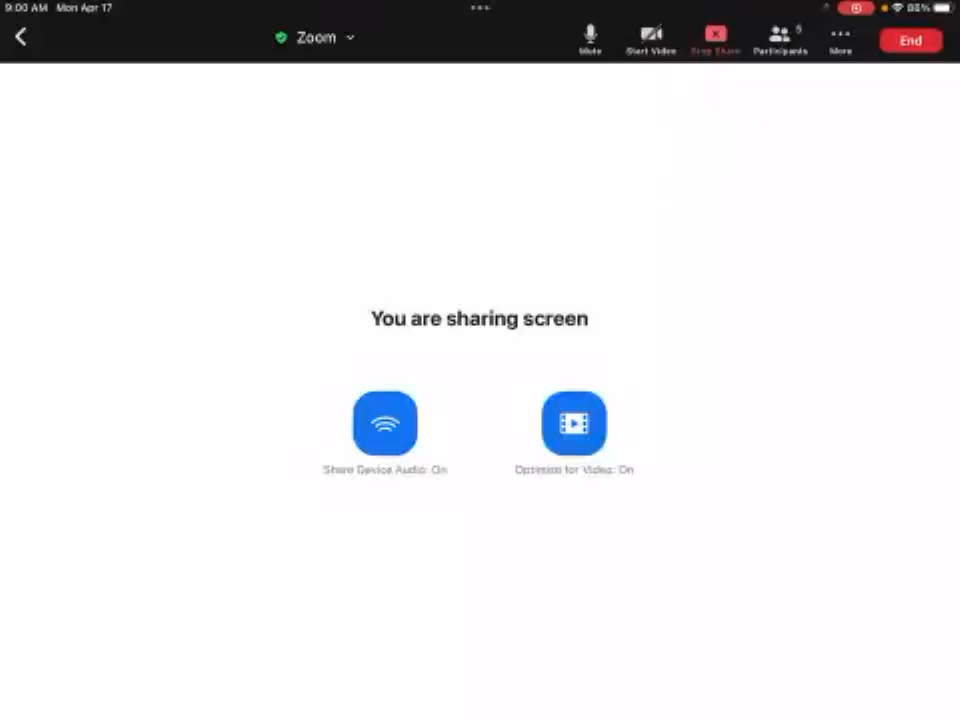 9:00 AM Mon Apr 17
Zoom
Mute
Start Video
Stop Share
Participants
More
End
You are sharing screen
Share Device Audio: On
Optimize for Video: On